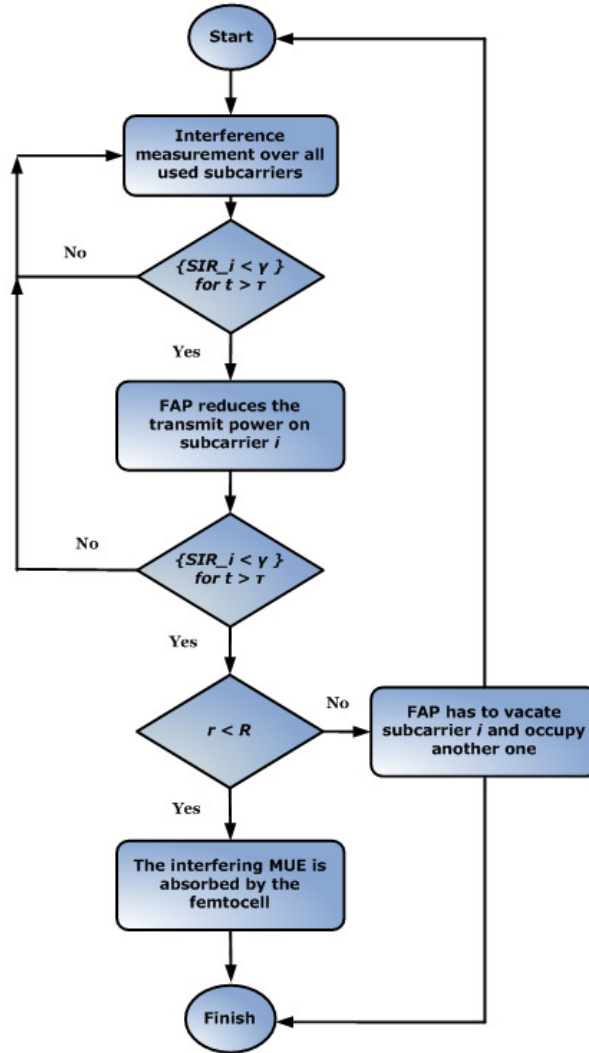 Start
Interference
measurement over all
used subcarriers
No
{SIR_i < γ }
for t > τ
Yes
FAP reduces the
transmit power on
subcarrier i
No
{SIR_i < γ }
for t > τ
Yes
r < R
No
FAP has to vacate
subcarrier i and occupy
another one
Yes
The interfering MUE is
absorbed by the
femtocell
Finish